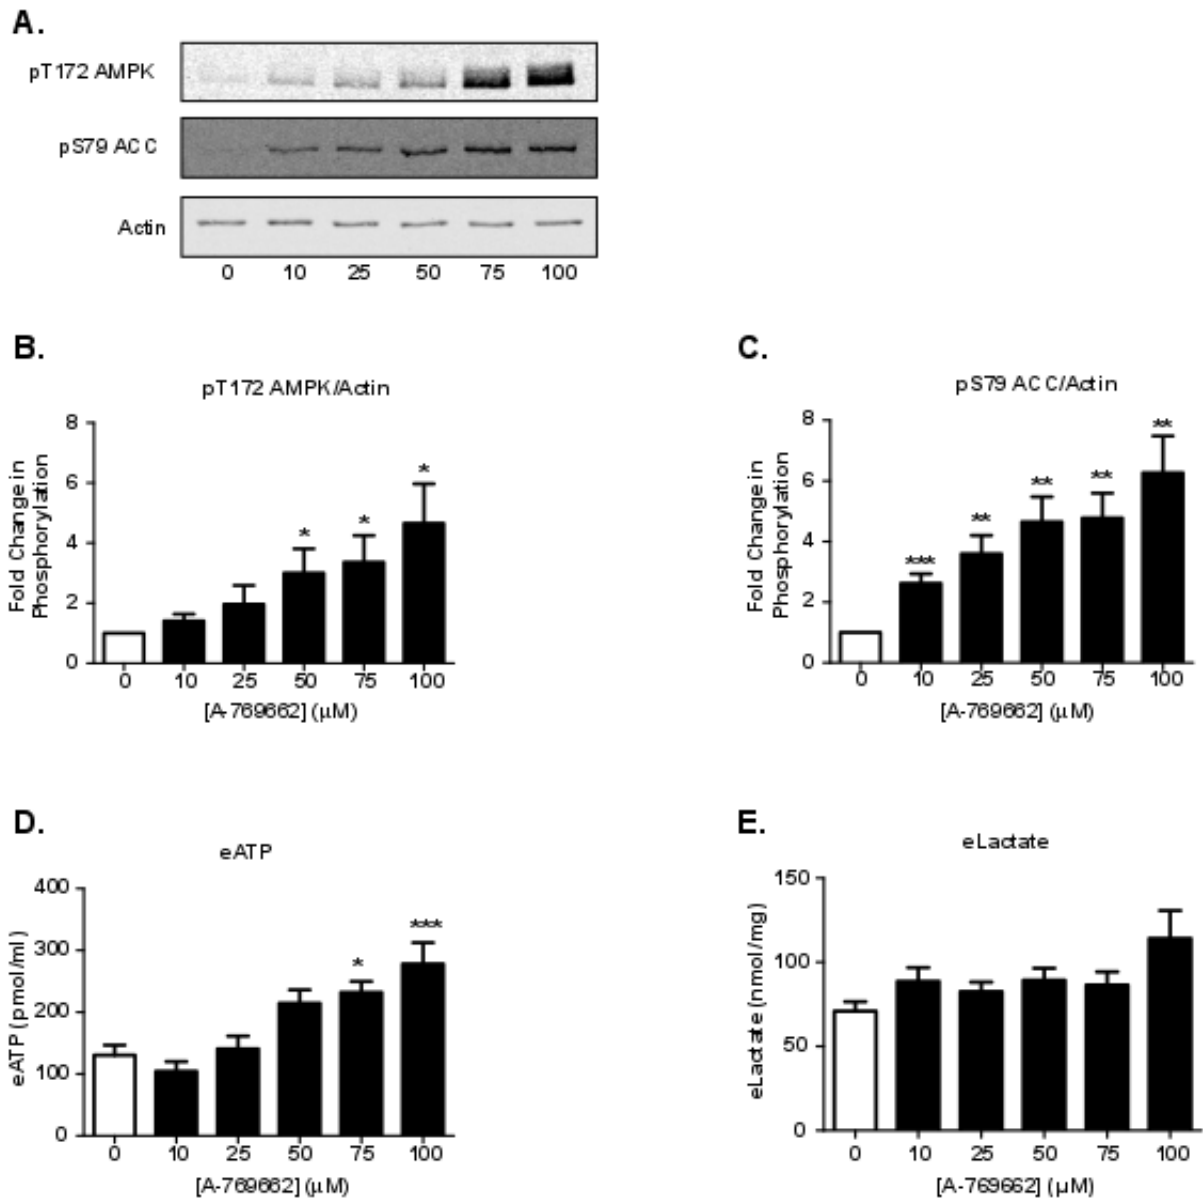 A.
pT172 AMPK
pS79 ACC
Actin
0 10 25 50 75 100
B.
pT172 AMPK/Actin
Fold Change in
Phosphorylation
8
6
4
2
0
* * *
0 10 25 50 75 100
[A-769662] (µM)
C.
pS79 ACC/Actin
Fold Change in
Phosphorylation
8
6
4
2
0
*** ** ** ** **
0 10 25 50 75 100
[A-769662] (µM)
D.
eATP
eATP (pmol/ml)
400
300
200
100
0
* ***
0 10 25 50 75 100
[A-769662] (µM)
E.
eLactate
eLactate (nmol/mg)
150
100
50
0
0 10 25 50 75 100
[A-769662] (µM)